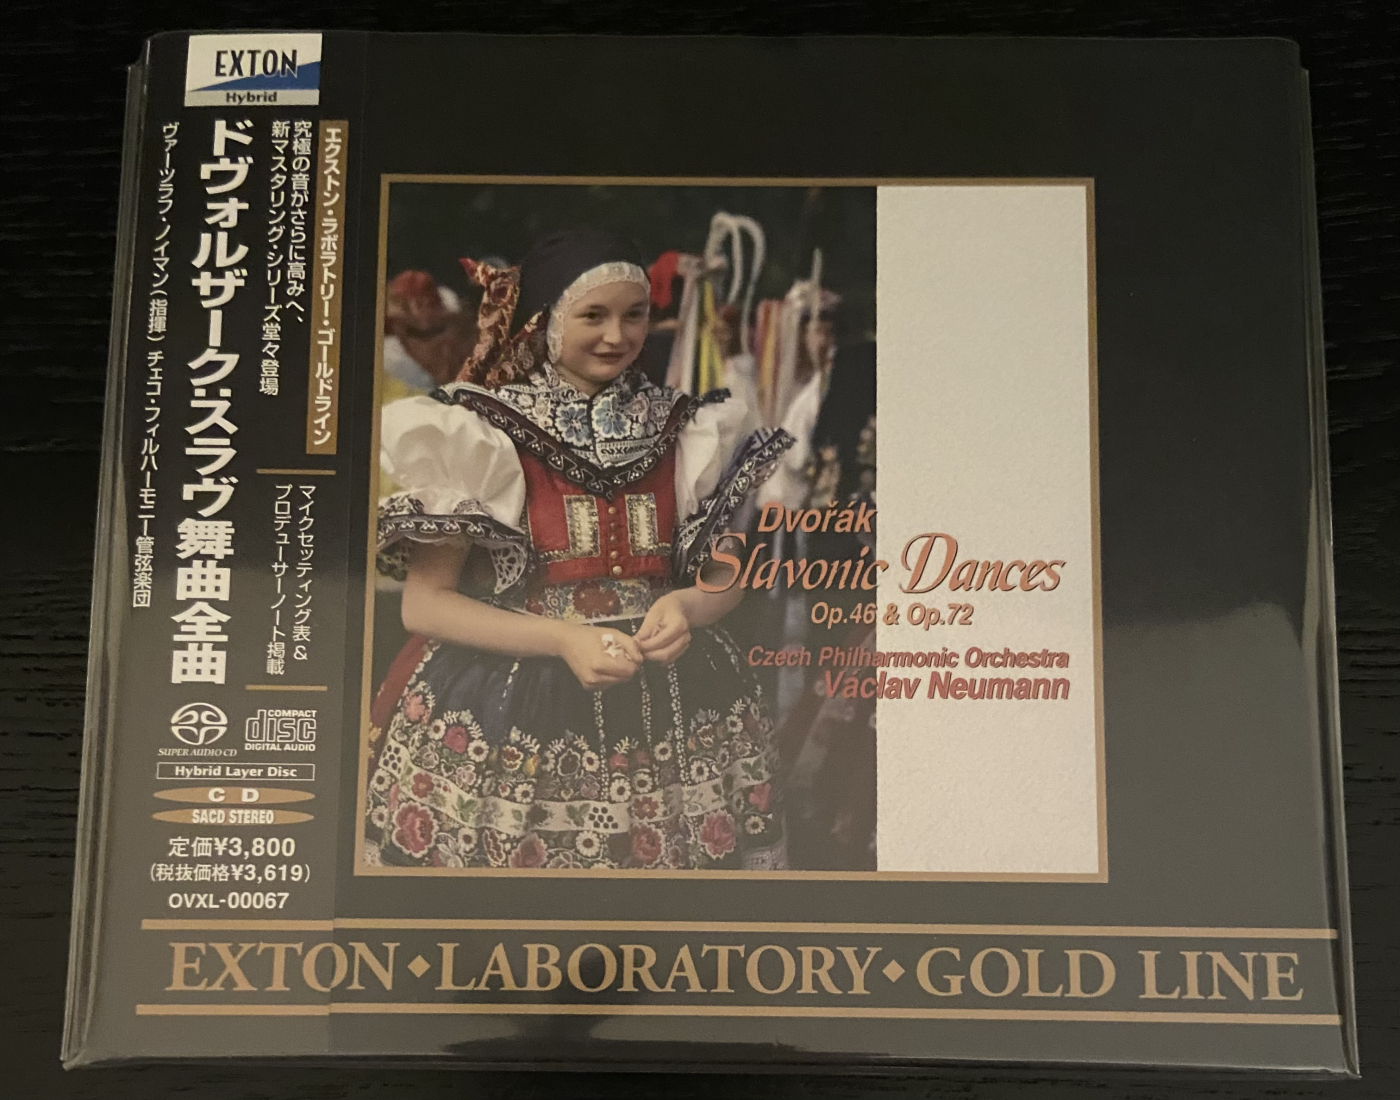 EXTON
Hybrid
エクストン・ラボラトリー・ゴールドライン
究極の音がさらに高みへ、
新マスタリング・シリーズ堂々登場
ドヴォルザーク:スラヴ舞曲全曲
ヴァーツラフ・ノイマン(指揮) チェコ・フィルハーモニー管弦楽団
マイクセッティング表&
プロデューサーノート掲載
SUPER AUDIO CD
COMPACT
disc
DIGITAL AUDIO
Hybrid Layer Disc
CD
SACD STEREO
定価¥3,800
(税抜価格¥3,619)
OVXL-00067
Dvořák
Slavonic Dances
Op.46 & Op.72
Czech Philharmonic Orchestra
Václav Neumann
EXTON◆LABORATORY◆GOLD LINE